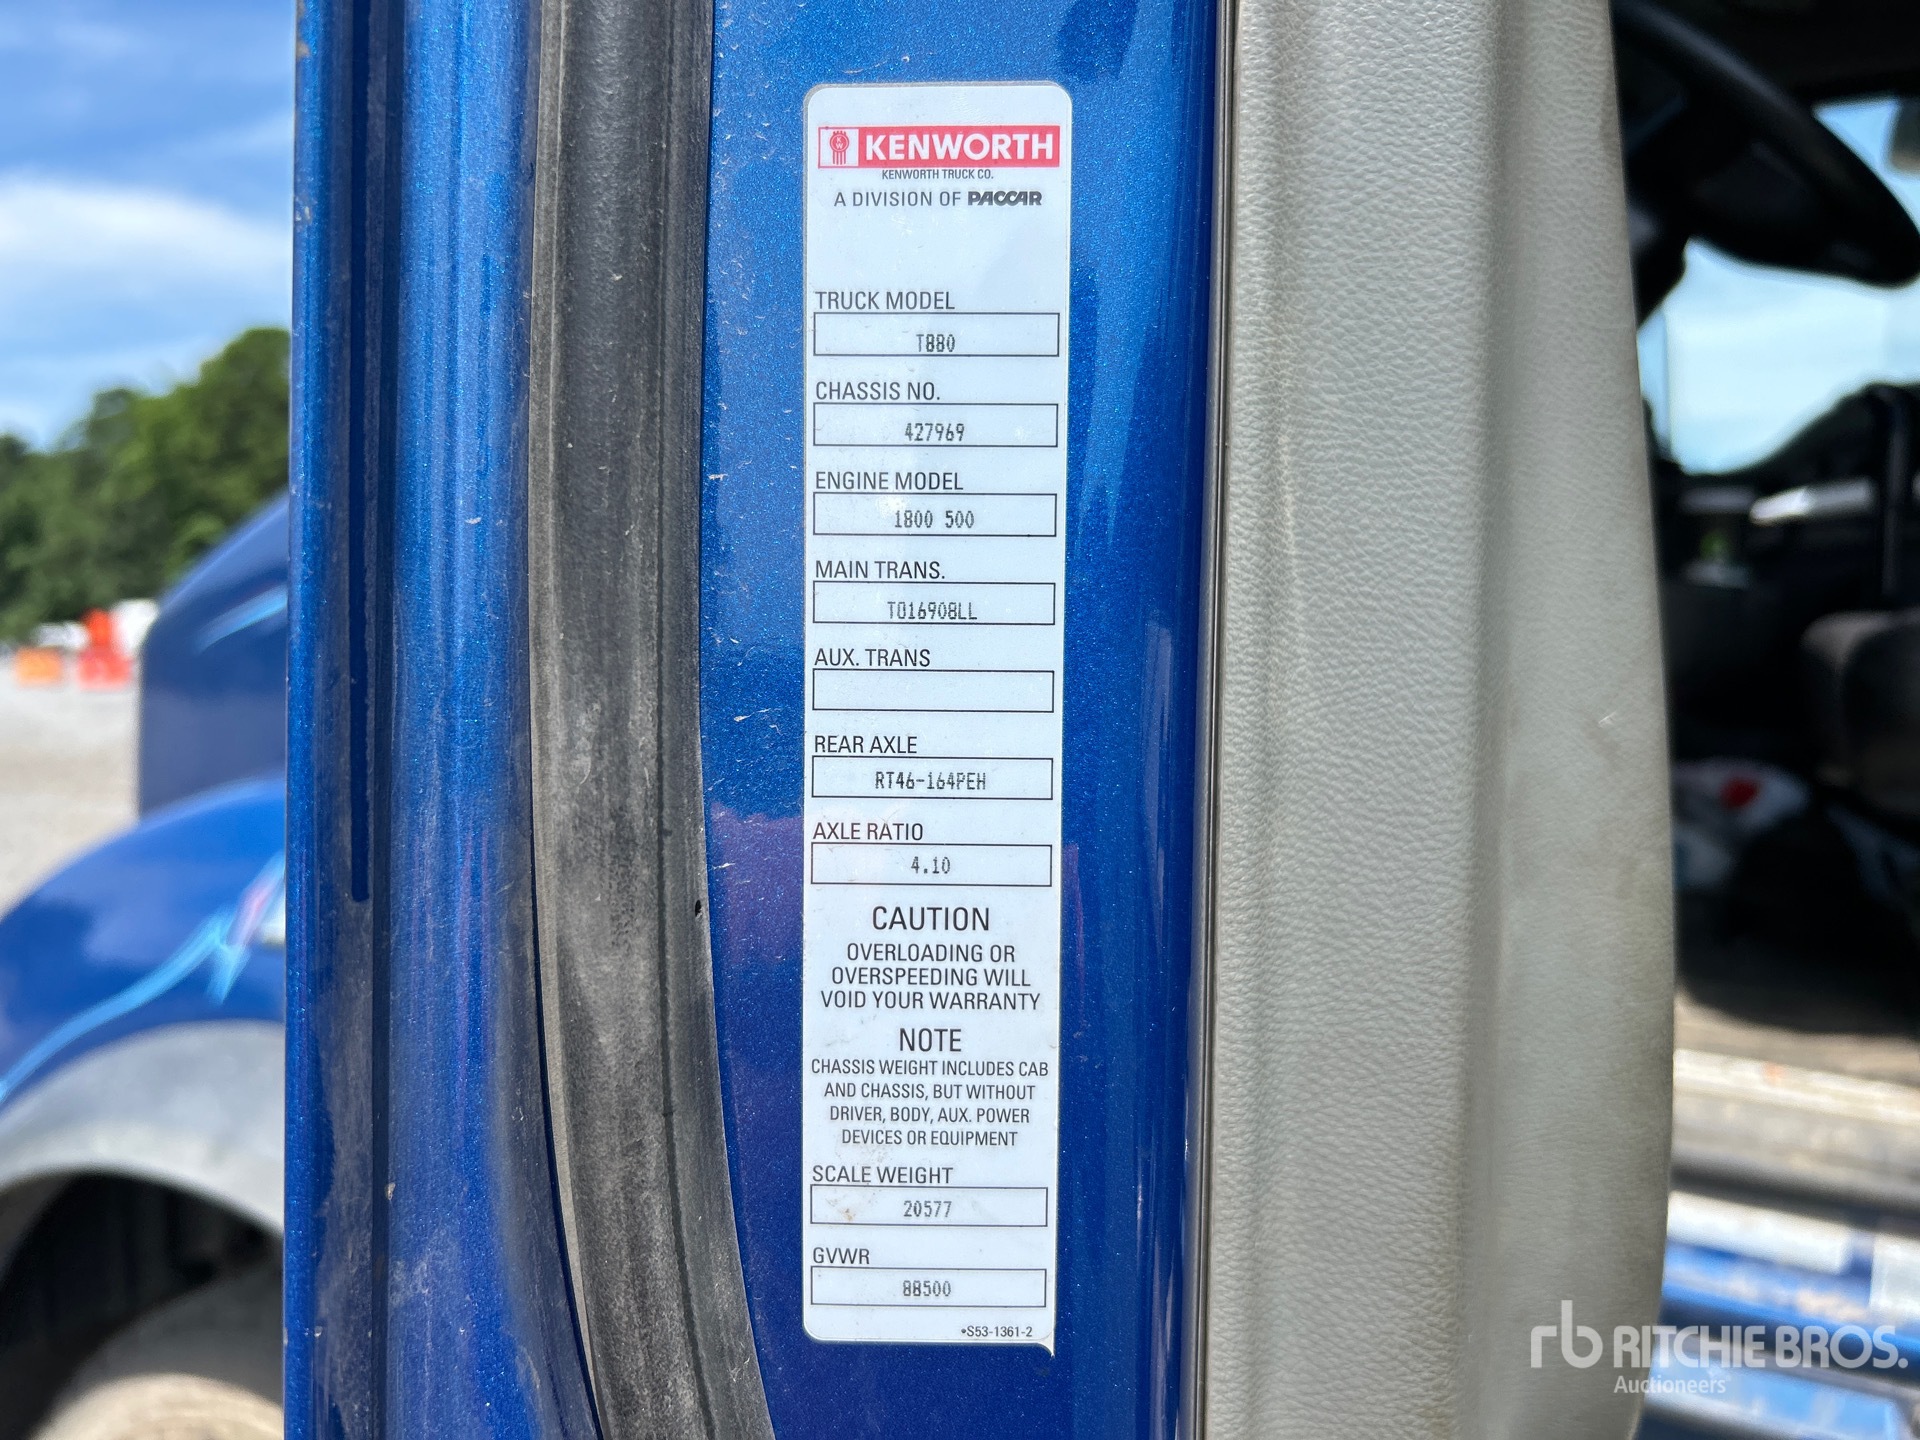 KENWORTH
KENWORTH TRUCK CO.
A DIVISION OF PACCAR
TRUCK MODEL
T880
CHASSIS NO.
427969
ENGINE MODEL
1800 500
MAIN TRANS.
TO16908LL
AUX. TRANS
REAR AXLE
RT46-164PEH
AXLE RATIO
4.10
CAUTION
OVERLOADING OR
OVERSPEEDING WILL
VOID YOUR WARRANTY
NOTE
CHASSIS WEIGHT INCLUDES CAB
AND CHASSIS, BUT WITHOUT
DRIVER, BODY, AUX. POWER
DEVICES OR EQUIPMENT
SCALE WEIGHT
20577
GVWR
88500
•S53-1361-2
rb RITCHIE BROS.
Auctioneers